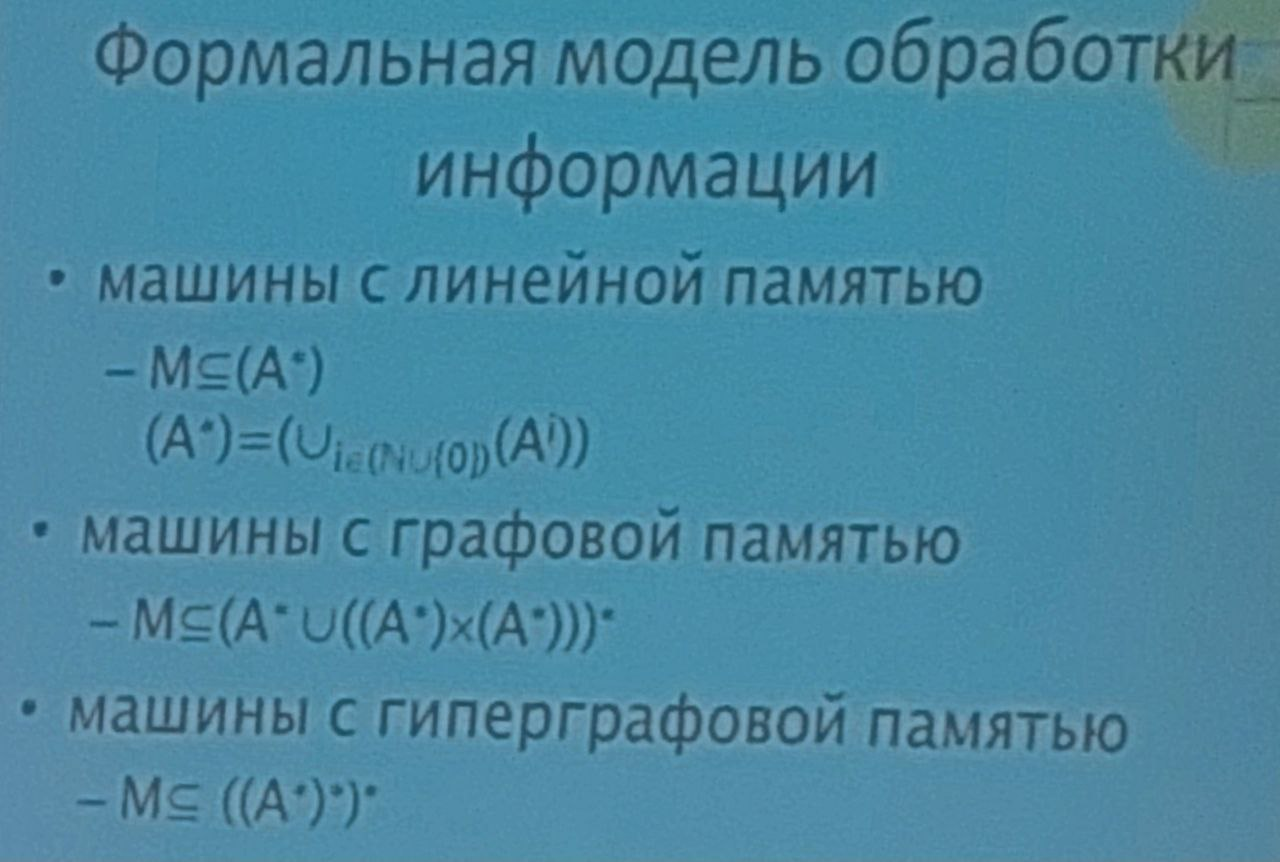 Формальная модель обработки
информации
• машины с линейной памятью
– M⊆(A*)
(A*)=(∪i∈(N∪{0})(Aⁱ))
• машины с графовой памятью
– M⊆(A*∪((A*)×(A*)))*
• машины с гиперграфовой памятью
– M⊆ ((A*)*)*